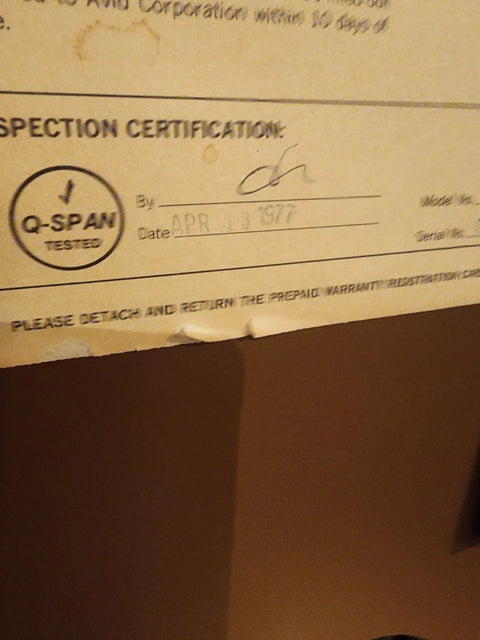 to Avid Corporation within 10 days of
e.
SPECTION CERTIFICATION:
Q-SPAN
TESTED
By
Date APR 13 1977
Model No.
Serial No.
PLEASE DETACH AND RETURN THE PREPAID WARRANTY REGISTRATION